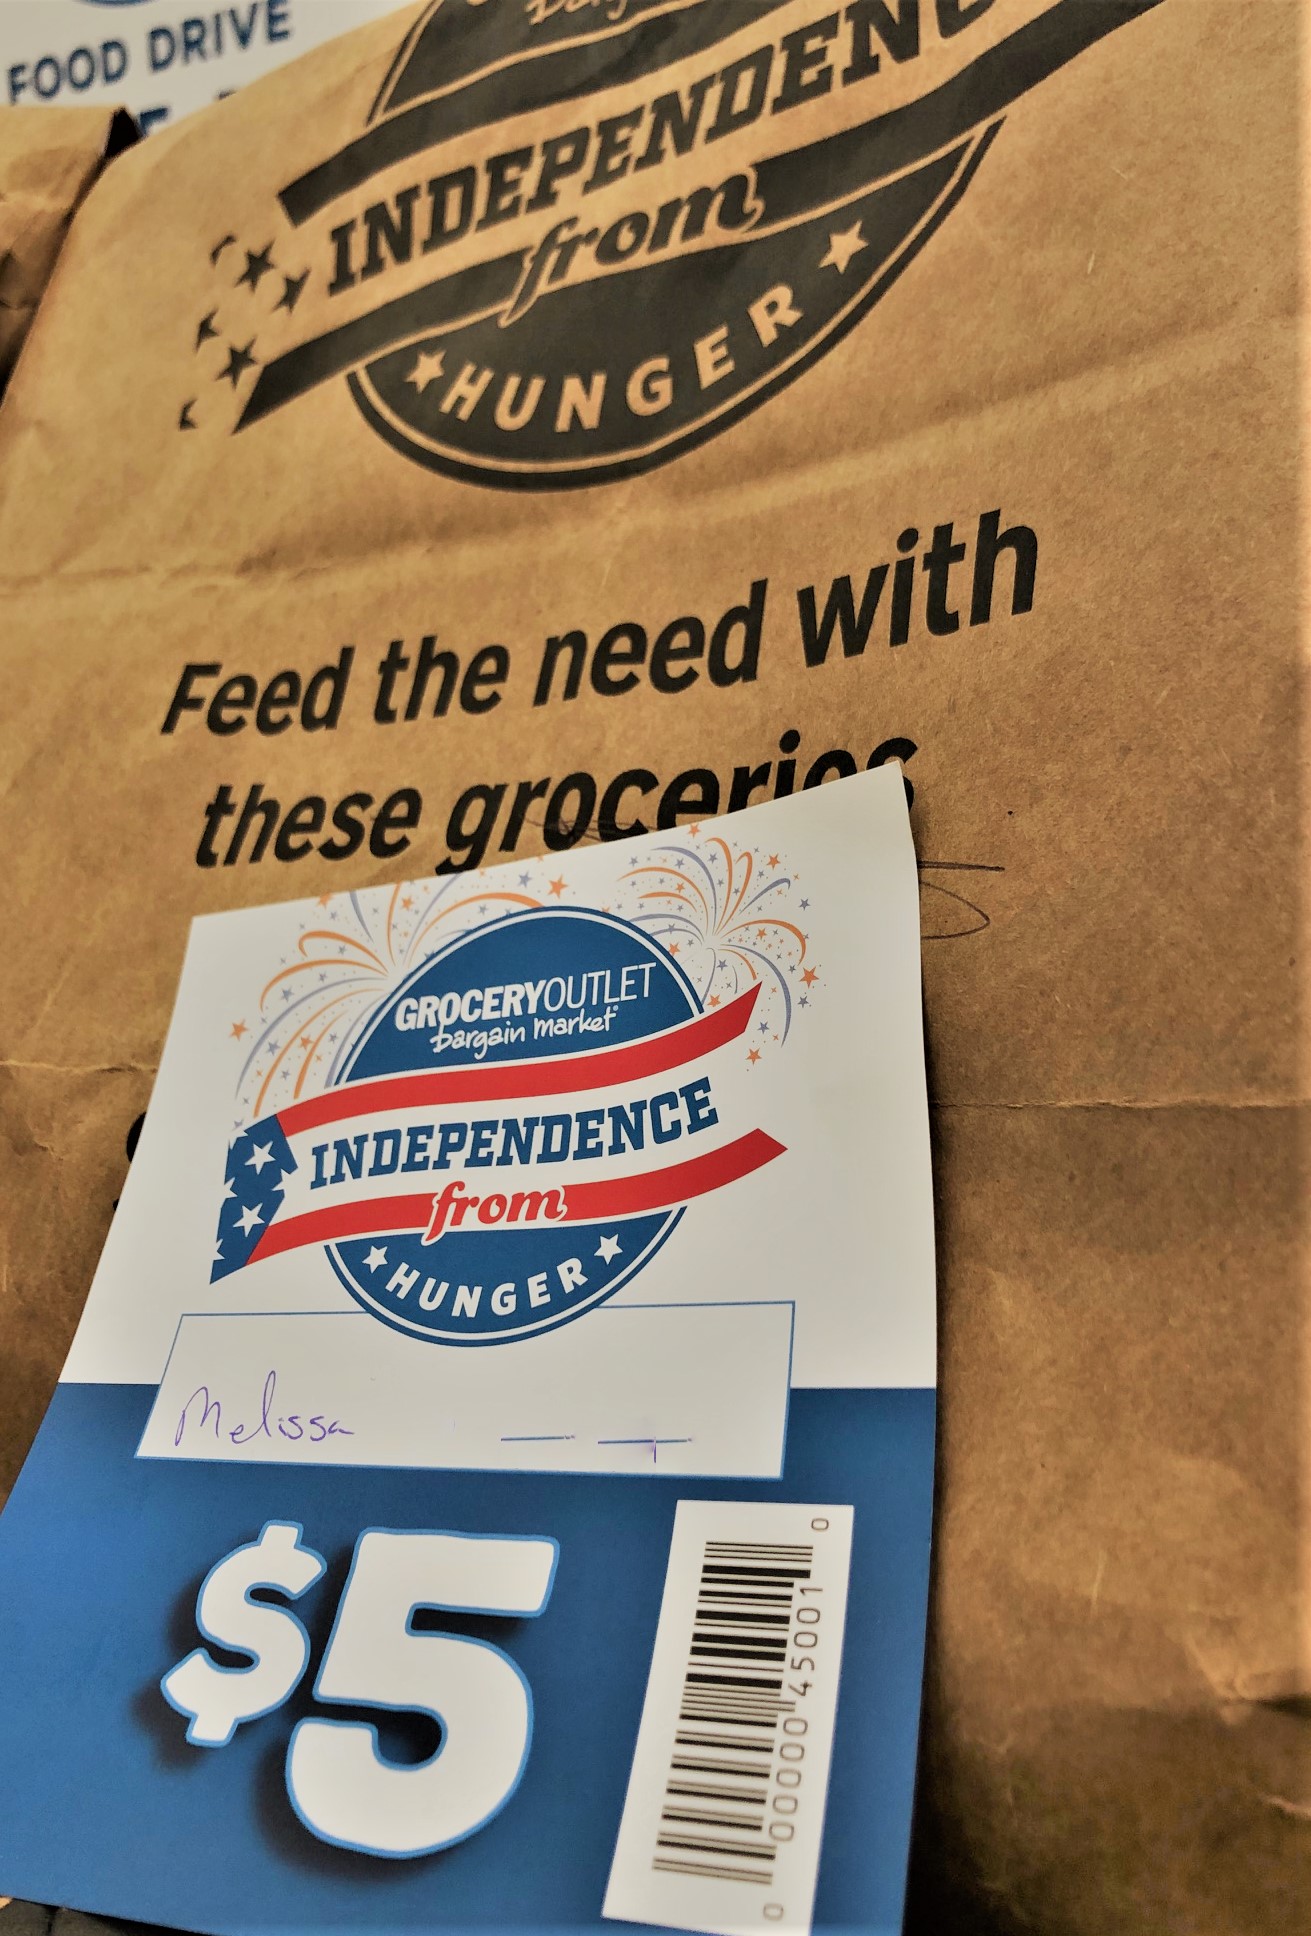 FOOD DRIVE
INDEPENDENC
from
HUNGER
Feed the need with
these groceries
GROCERYOUTLET
bargain market
INDEPENDENCE
from
HUNGER
Melissa
$5
0 00000 45001 0